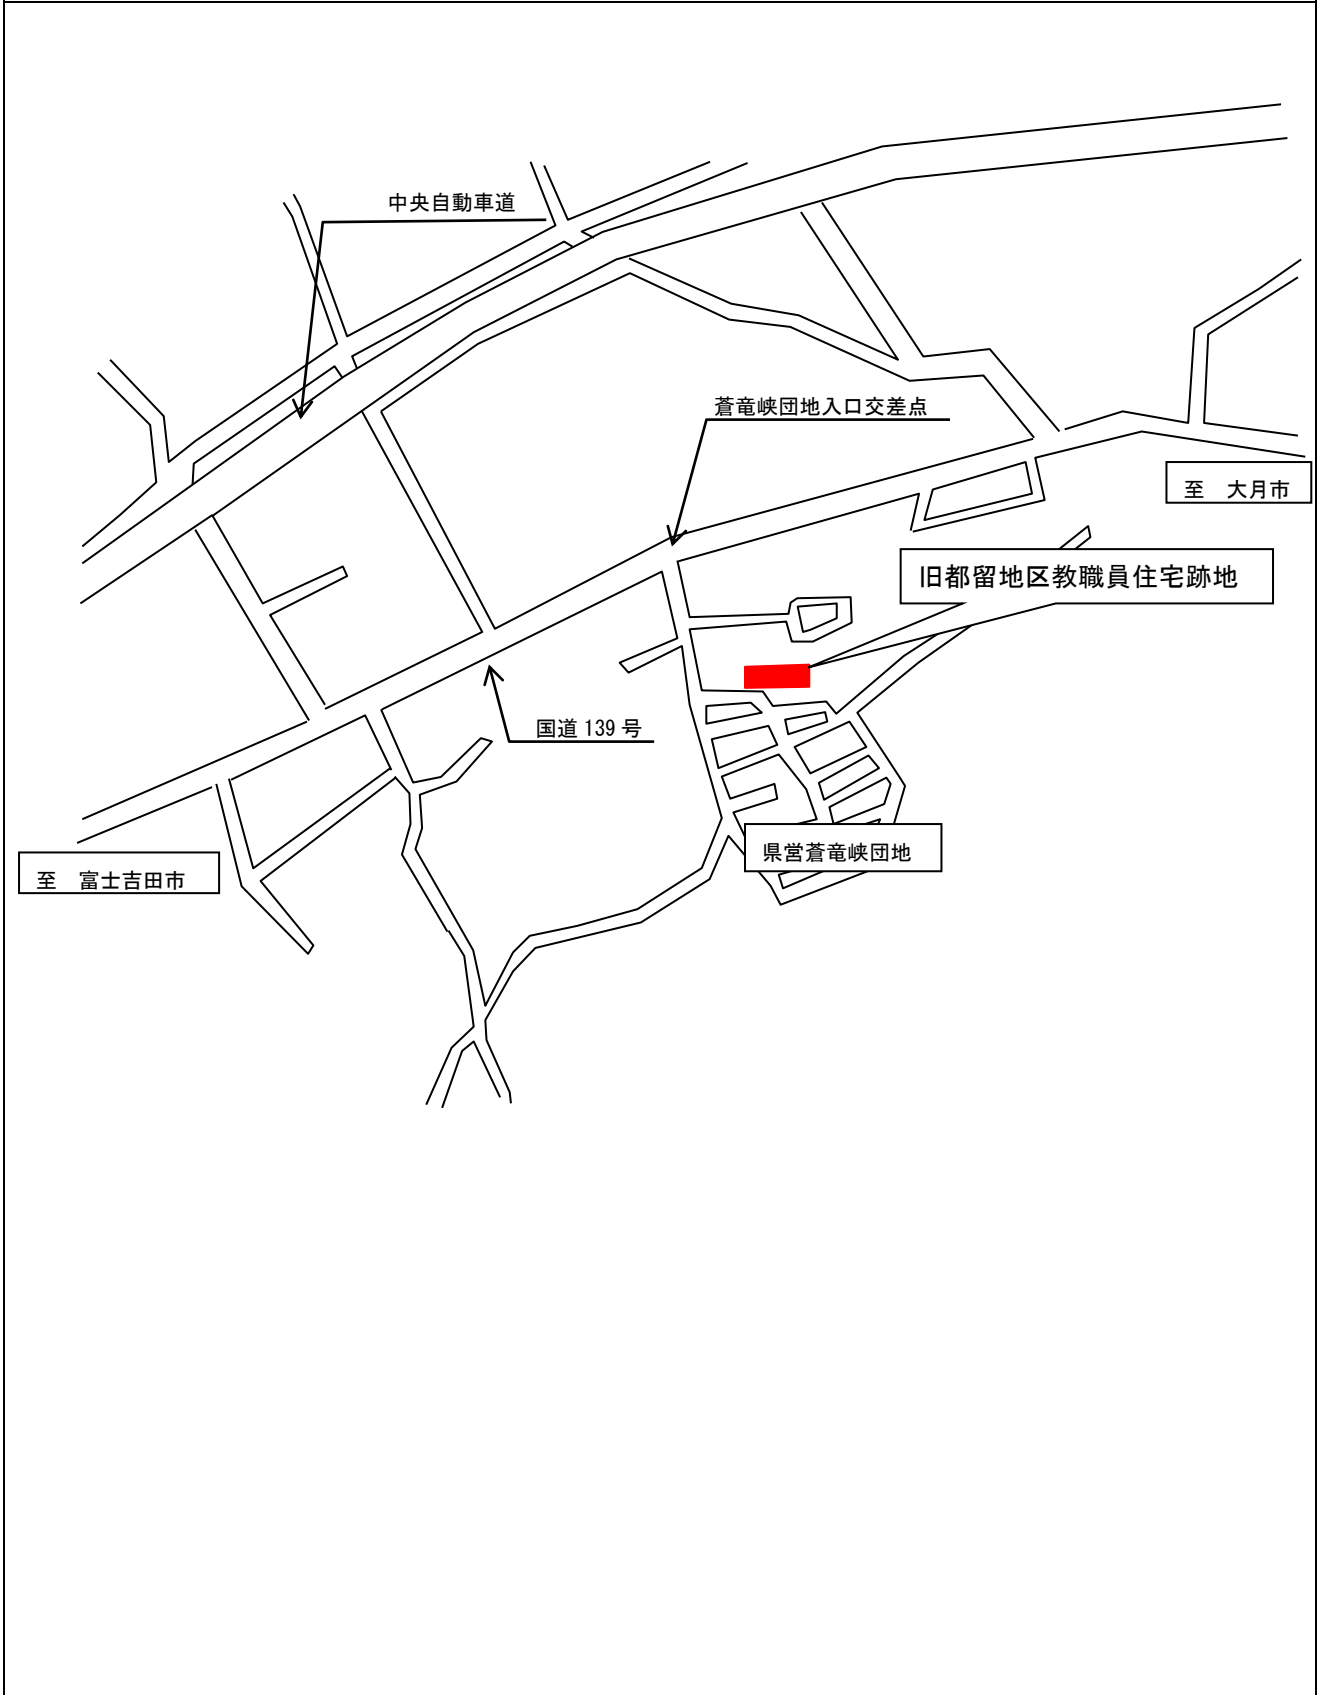 中央自動車道
蒼竜峡団地入口交差点
至　大月市
旧都留地区教職員住宅跡地
国道 139 号
県営蒼竜峡団地
至　富士吉田市